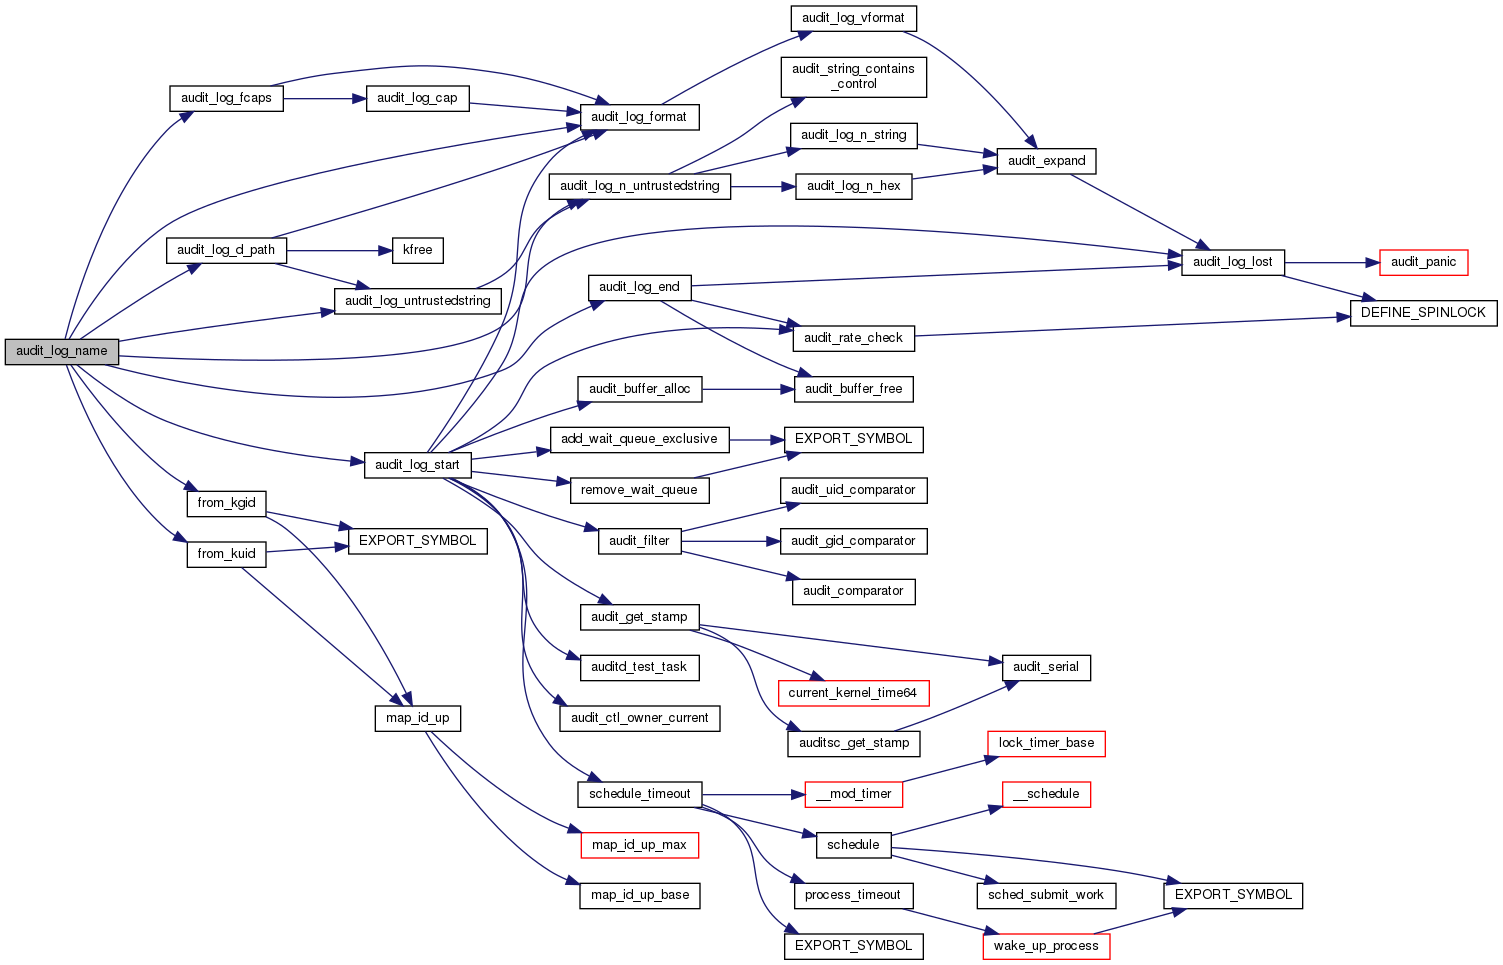 audit_log_vformat
audit_string_contains
_control
audit_log_fcaps
audit_log_cap
audit_log_format
audit_log_n_string
audit_expand
audit_log_n_untrustedstring
audit_log_n_hex
audit_log_d_path
kfree
audit_log_lost
audit_panic
audit_log_untrustedstring
audit_log_end
DEFINE_SPINLOCK
audit_rate_check
audit_log_name
audit_buffer_alloc
audit_buffer_free
add_wait_queue_exclusive
EXPORT_SYMBOL
audit_log_start
remove_wait_queue
audit_uid_comparator
from_kgid
EXPORT_SYMBOL
audit_filter
audit_gid_comparator
from_kuid
audit_comparator
audit_get_stamp
auditd_test_task
audit_serial
current_kernel_time64
map_id_up
audit_ctl_owner_current
auditsc_get_stamp
lock_timer_base
schedule_timeout
__mod_timer
__schedule
map_id_up_max
schedule
map_id_up_base
process_timeout
sched_submit_work
EXPORT_SYMBOL
EXPORT_SYMBOL
wake_up_process